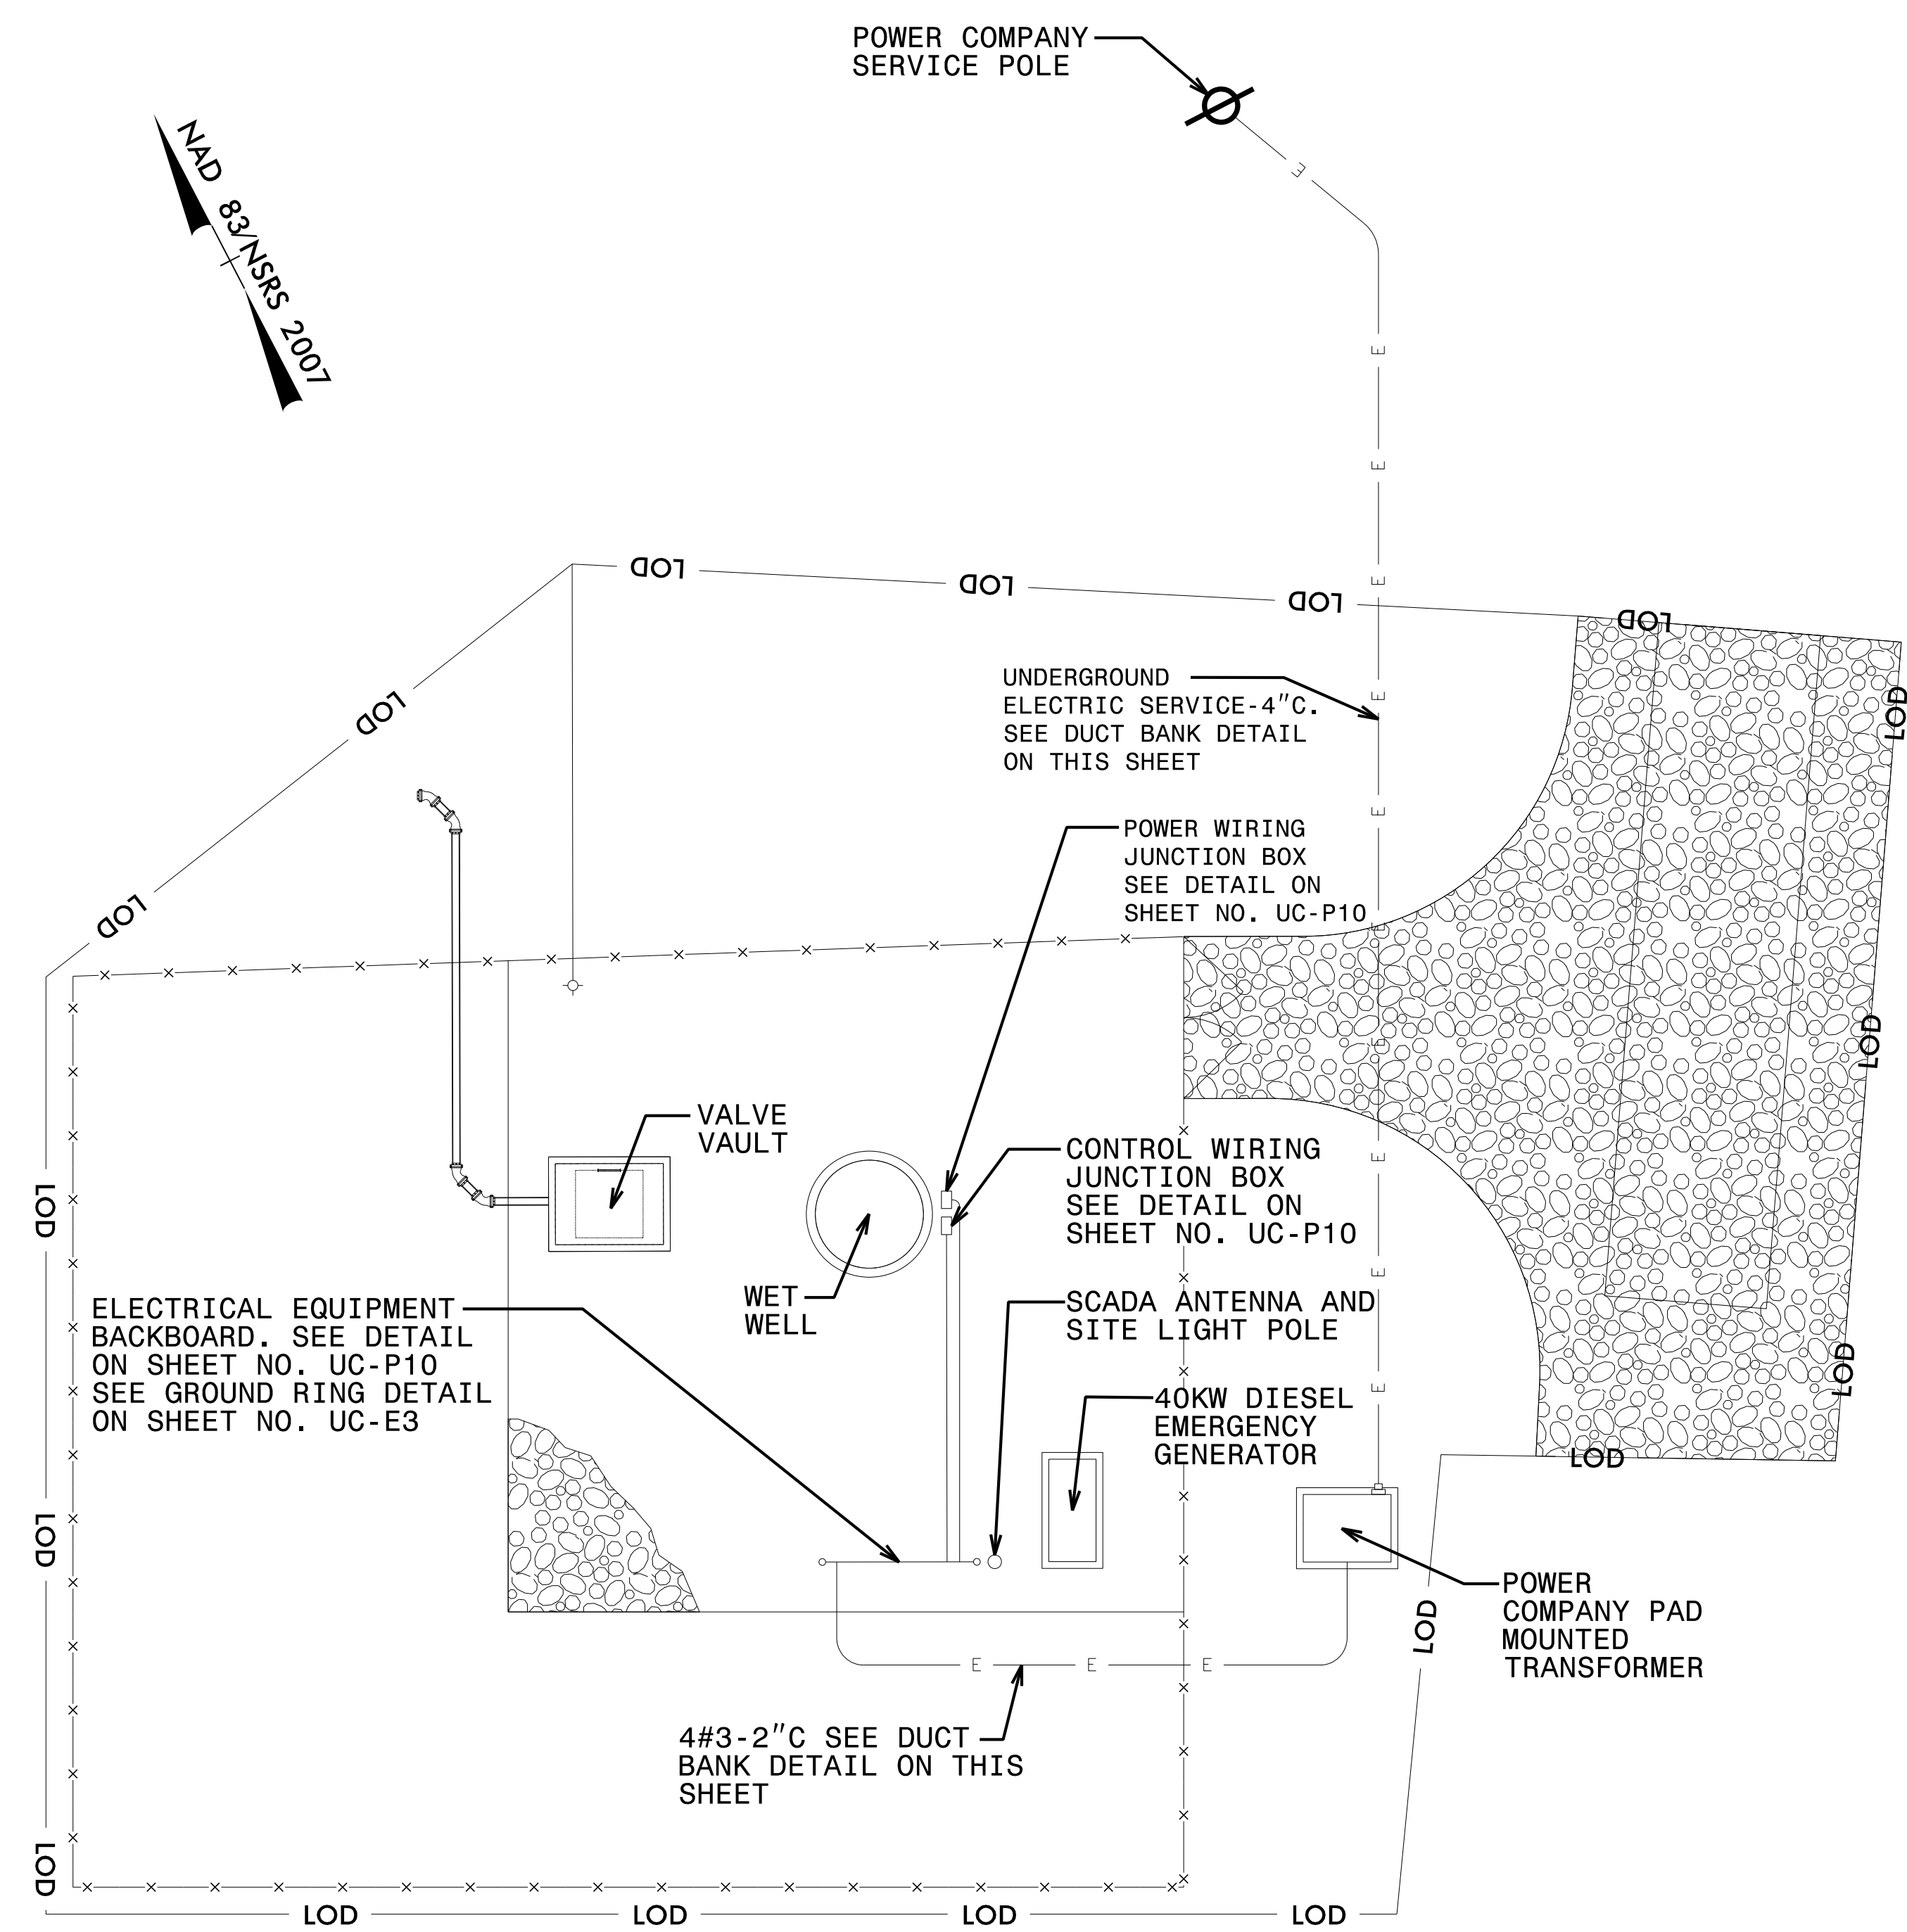 POWER COMPANY
SERVICE POLE
NAD 83/NSRS 2007
E
E
E
E
LOD
LOD
LOD
LOD
UNDERGROUND
ELECTRIC SERVICE-4"C.
SEE DUCT BANK DETAIL
ON THIS SHEET
E
LOD
LOD
E
POWER WIRING
JUNCTION BOX
SEE DETAIL ON
SHEET NO. UC-P10
LOD
E
E
LOD
VALVE
VAULT
CONTROL WIRING
JUNCTION BOX
SEE DETAIL ON
SHEET NO. UC-P10
E
LOD
E
WET
WELL
SCADA ANTENNA AND
SITE LIGHT POLE
ELECTRICAL EQUIPMENT
BACKBOARD. SEE DETAIL
ON SHEET NO. UC-P10
SEE GROUND RING DETAIL
ON SHEET NO. UC-E3
LOD
E
40KW DIESEL
EMERGENCY
GENERATOR
LOD
LOD
POWER
COMPANY PAD
MOUNTED
TRANSFORMER
LOD
E
E
E
4#3-2"C SEE DUCT
BANK DETAIL ON THIS
SHEET
LOD
LOD
LOD
LOD
LOD